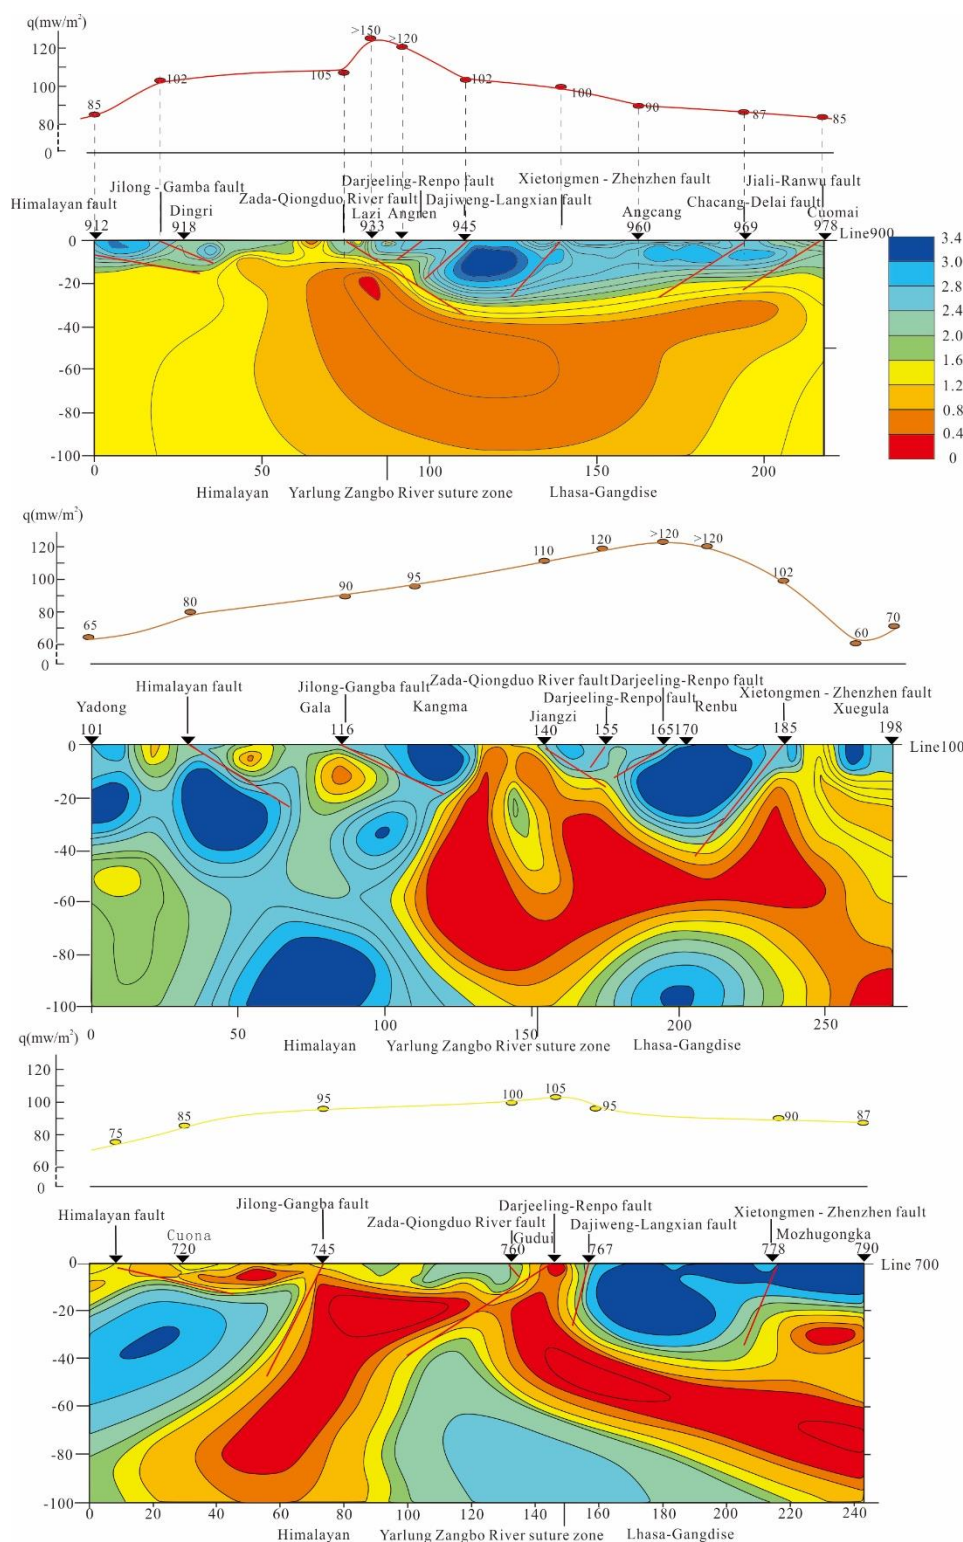 q(mw/m²)
120
100
80
0
85
102
105
>150
>120
102
100
90
87
85
Jilong - Gamba fault
Darjeeling-Renpo fault
Xietongmen - Zhenzhen fault
Jiali-Ranwu fault
Himalayan fault
Dingri
Zada-Qiongduo River fault
Lazi
Angren
Dajiweng-Langxian fault
Angcang
Chacang-Delai fault
Cuomai
912
918
933
945
960
969
978
Line900
0
-20
-40
-60
-80
-100
0
50
100
150
200
3.4
3.0
2.8
2.4
2.0
1.6
1.2
0.8
0.4
0
Himalayan
Yarlung Zangbo River suture zone
Lhasa-Gangdise
q(mw/m²)
120
100
80
60
0
65
80
90
95
110
120
>120
>120
102
60
70
Zada-Qiongduo River fault
Darjeeling-Renpo fault
Himalayan fault
Jilong-Gangba fault
Darjeeling-Renpo fault
Xietongmen - Zhenzhen fault
Yadong
Gala
Kangma
Jiangzi
Renbu
Xuegula
101
116
140
155
165
170
185
198
Line100
0
-20
-40
-60
-80
-100
0
50
100
150
200
250
Himalayan
Yarlung Zangbo River suture zone
Lhasa-Gangdise
q(mw/m²)
100
80
60
0
75
85
95
100
105
95
90
87
Jilong-Gangba fault
Darjeeling-Renpo fault
Xietongmen - Zhenzhen fault
Himalayan fault
Zada-Qiongduo River fault
Dajiweng-Langxian fault
Cuona
Gudui
Mozhugongka
720
745
760
767
778
790
Line 700
0
-20
-40
-60
-80
-100
0
20
40
60
80
100
120
140
160
180
200
220
240
Himalayan
Yarlung Zangbo River suture zone
Lhasa-Gangdise